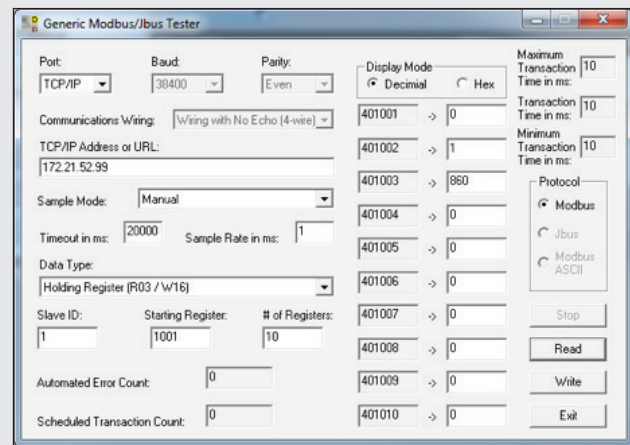 Generic Modbus/Jbus Tester
Port: Baud: Parity:
TCP/IP 38400 Even
Communications Wiring: Wiring with No Echo (4-wire)
TCP/IP Address or URL:
172.21.52.99
Sample Mode: Manual
Timeout in ms: 20000 Sample Rate in ms: 1
Data Type:
Holding Register (R03 / W16)
Slave ID: Starting Register: # of Registers:
1 1001 10
Automated Error Count: 0
Scheduled Transaction Count: 0
Display Mode
Decimal Hex
401001 -> 0
401002 -> 1
401003 -> 860
401004 -> 0
401005 -> 0
401006 -> 0
401007 -> 0
401008 -> 0
401009 -> 0
401010 -> 0
Maximum
Transaction 10
Time in ms:
Transaction 10
Time in ms:
Minimum
Transaction 10
Time in ms:
Protocol
Modbus
Jbus
Modbus
ASCII
Stop
Read
Write
Exit